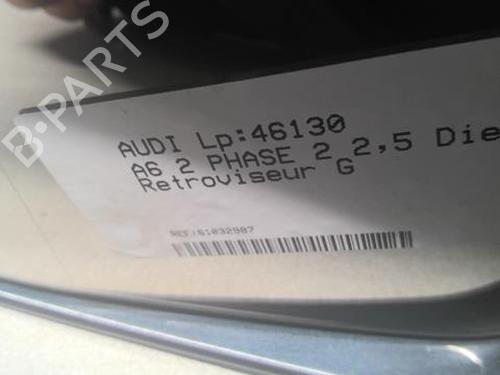 B-PARTS
AUDI Lp:46130
A6 2 PHASE 2 2,5 Die
Retroviseur G
REF:61032987